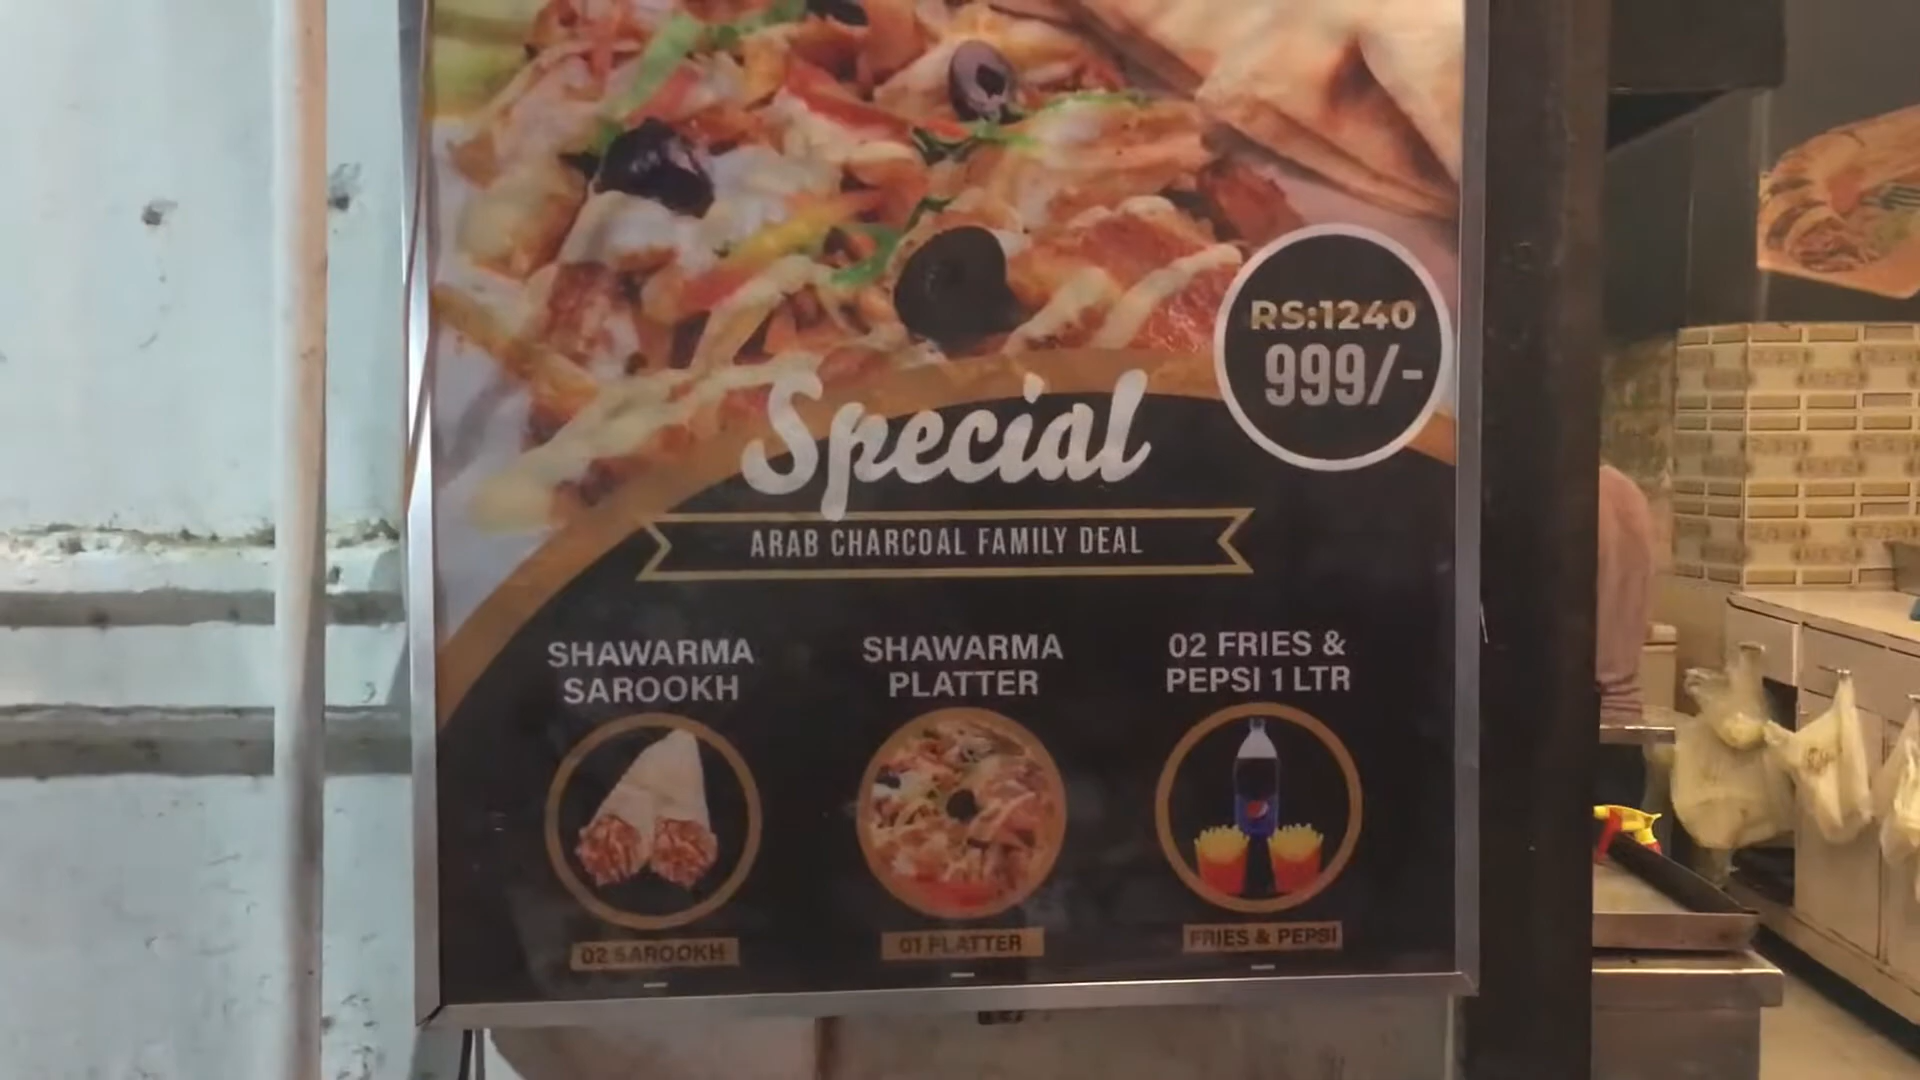 RS:1240
999/-
Special
ARAB CHARCOAL FAMILY DEAL
SHAWARMA
SAROOKH
SHAWARMA
PLATTER
02 FRIES &
PEPSI 1 LTR
02 SAROOKH
01 PLATTER
FRIES & PEPSI